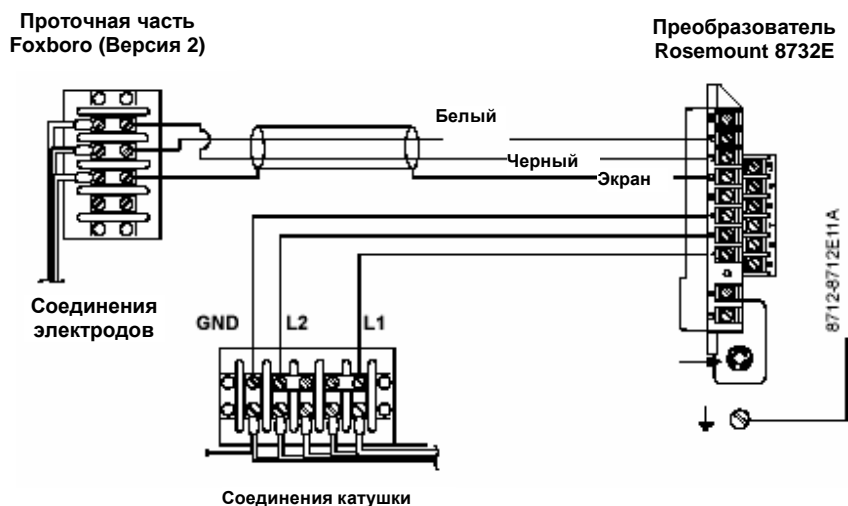 Проточная часть
Foxboro (Версия 2)
Преобразователь
Rosemount 8732E
Белый
Черный
Экран
8712-8712E11A
Соединения
электродов
GND
L2
L1
Соединения катушки